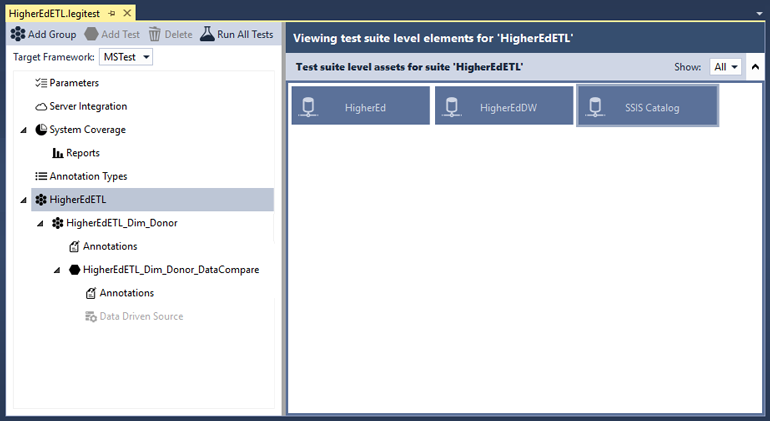 HigherEdETL.legitest
Add Group Add Test Delete Run All Tests
Target Framework: MSTest
Parameters
Server Integration
System Coverage
Reports
Annotation Types
HigherEdETL
HigherEdETL_Dim_Donor
Annotations
HigherEdETL_Dim_Donor_DataCompare
Annotations
Data Driven Source
Viewing test suite level elements for 'HigherEdETL'
Test suite level assets for suite 'HigherEdETL' Show: All
HigherEd HigherEdDW SSIS Catalog